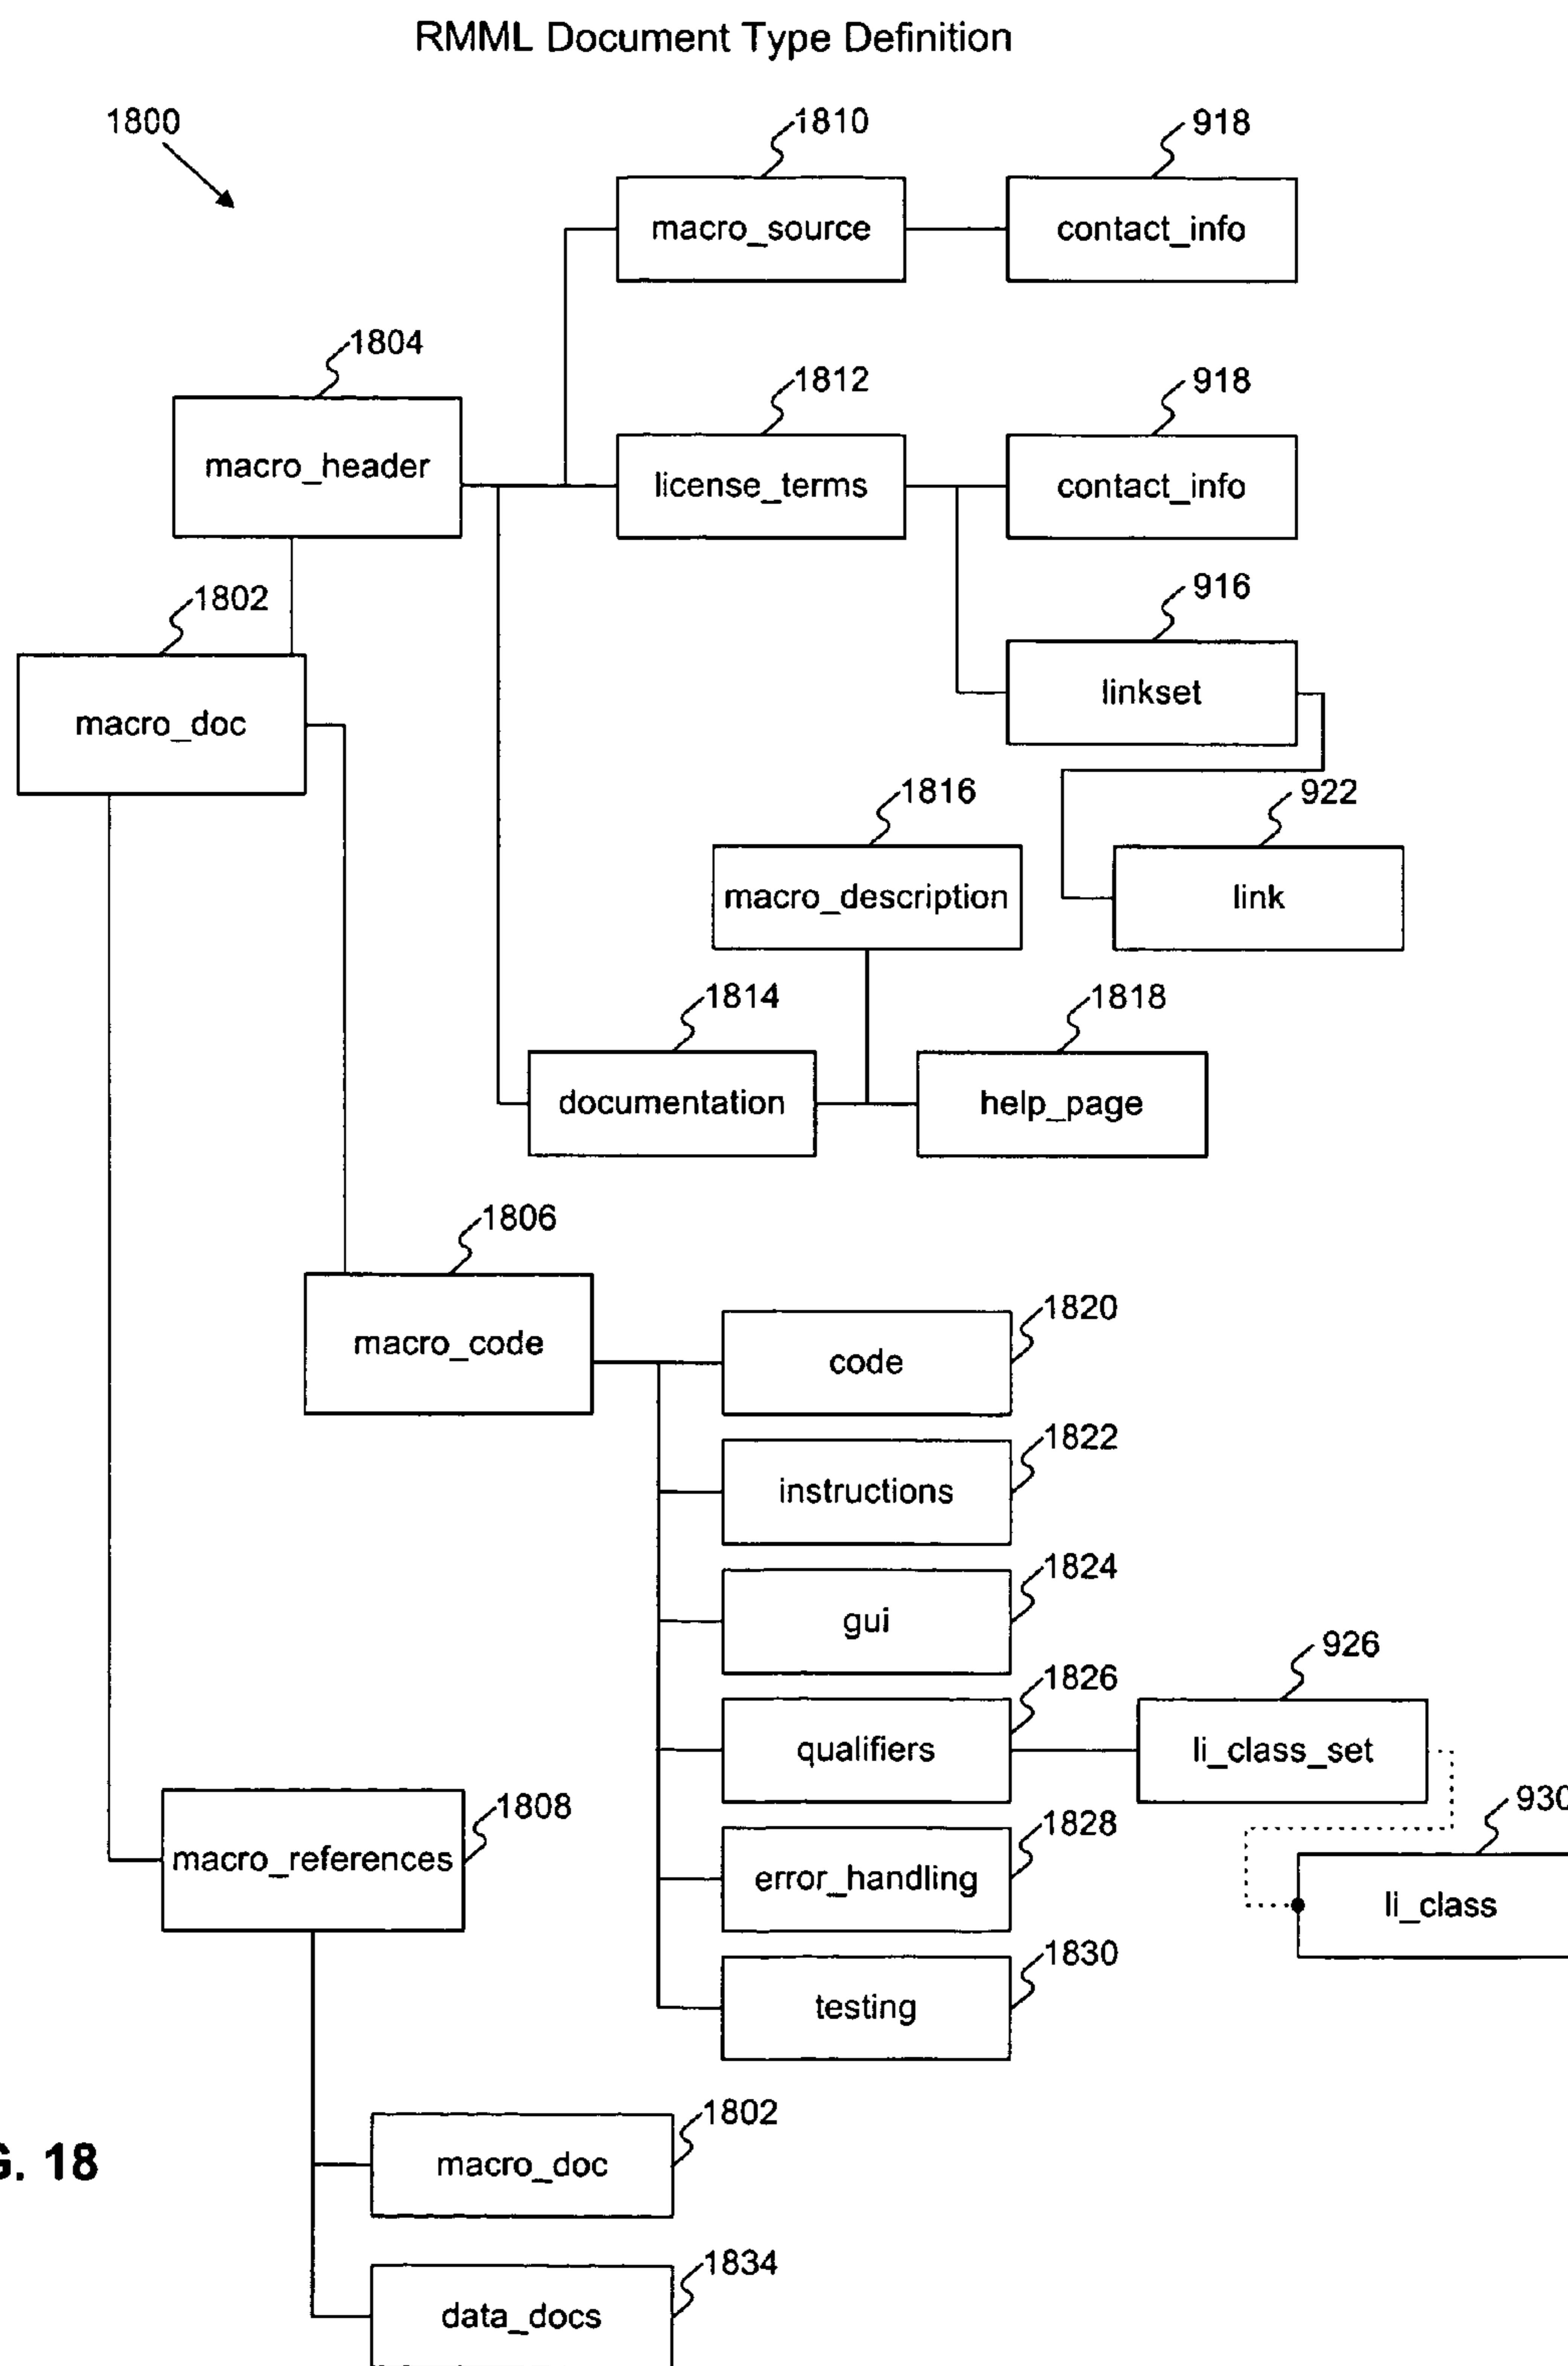 RMML Document Type Definition
1800
1810
918
macro_source
contact_info
1804
1812
918
macro_header
license_terms
contact_info
1802
916
macro_doc
linkset
1816
922
macro_description
link
1814
1818
documentation
help_page
1806
macro_code
1820
code
1822
instructions
1824
gui
1826
926
qualifiers
li_class_set
1808
macro_references
1828
error_handling
930
li_class
1830
testing
1802
macro_doc
G. 18
1834
data_docs